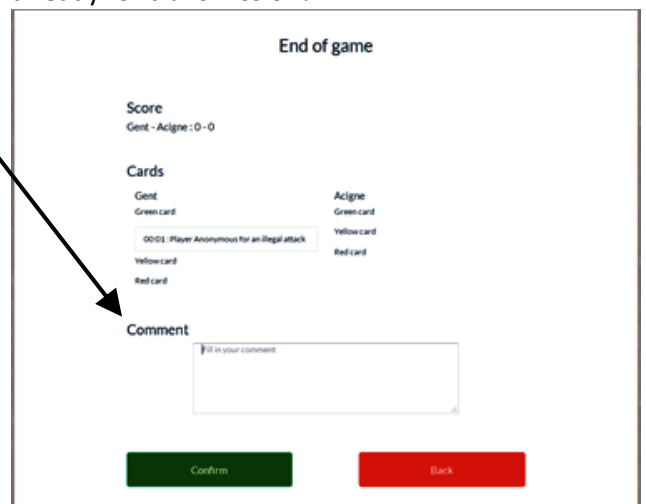 End of game
Score
Gent - Acigne : 0 - 0
Cards
Gent
Green card
00:01 : Player Anonymous for an illegal attack
Yellow card
Red card
Acigne
Green card
Yellow card
Red card
Comment
Fill in your comment
Confirm
Back